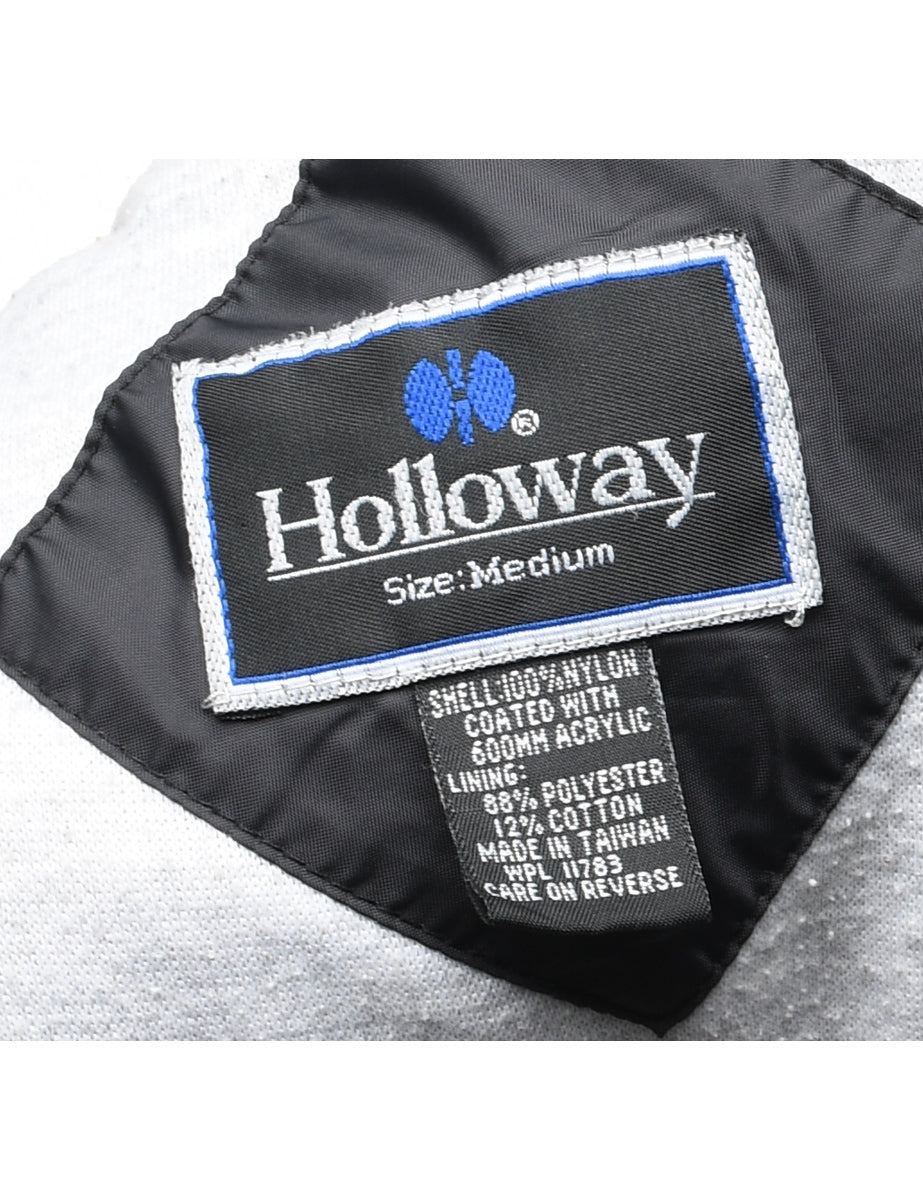 ®
Holloway
Size:Medium
SHELL:100%NYLON
COATED WITH
600MM ACRYLIC
LINING:
88% POLYESTER
12% COTTON
MADE IN TAIWAN
WPL 11783
CARE ON REVERSE